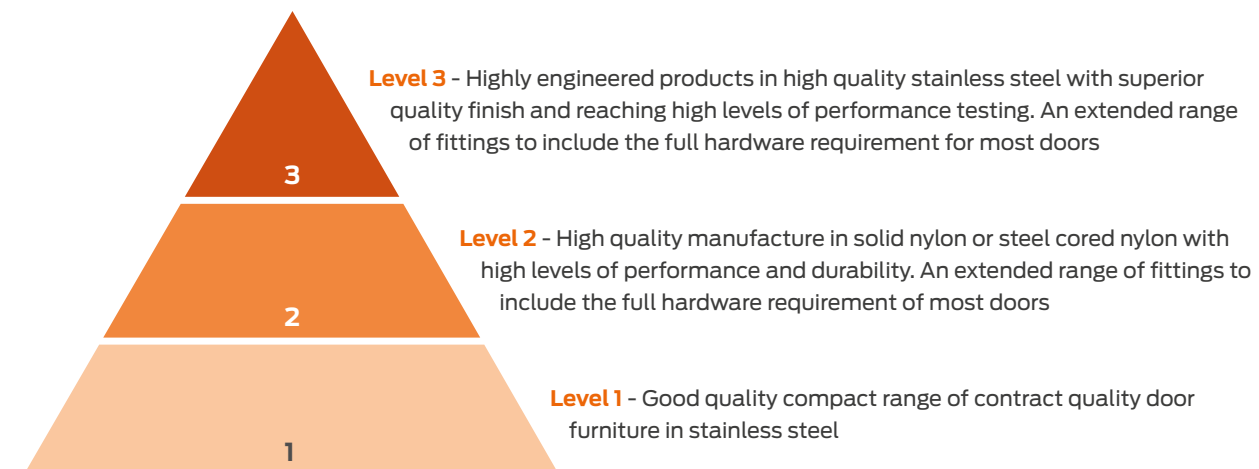 Level 3 - Highly engineered products in high quality stainless steel with superior
quality finish and reaching high levels of performance testing. An extended range
of fittings to include the full hardware requirement for most doors
3
Level 2 - High quality manufacture in solid nylon or steel cored nylon with
high levels of performance and durability. An extended range of fittings to
include the full hardware requirement of most doors
2
Level 1 - Good quality compact range of contract quality door
furniture in stainless steel
1